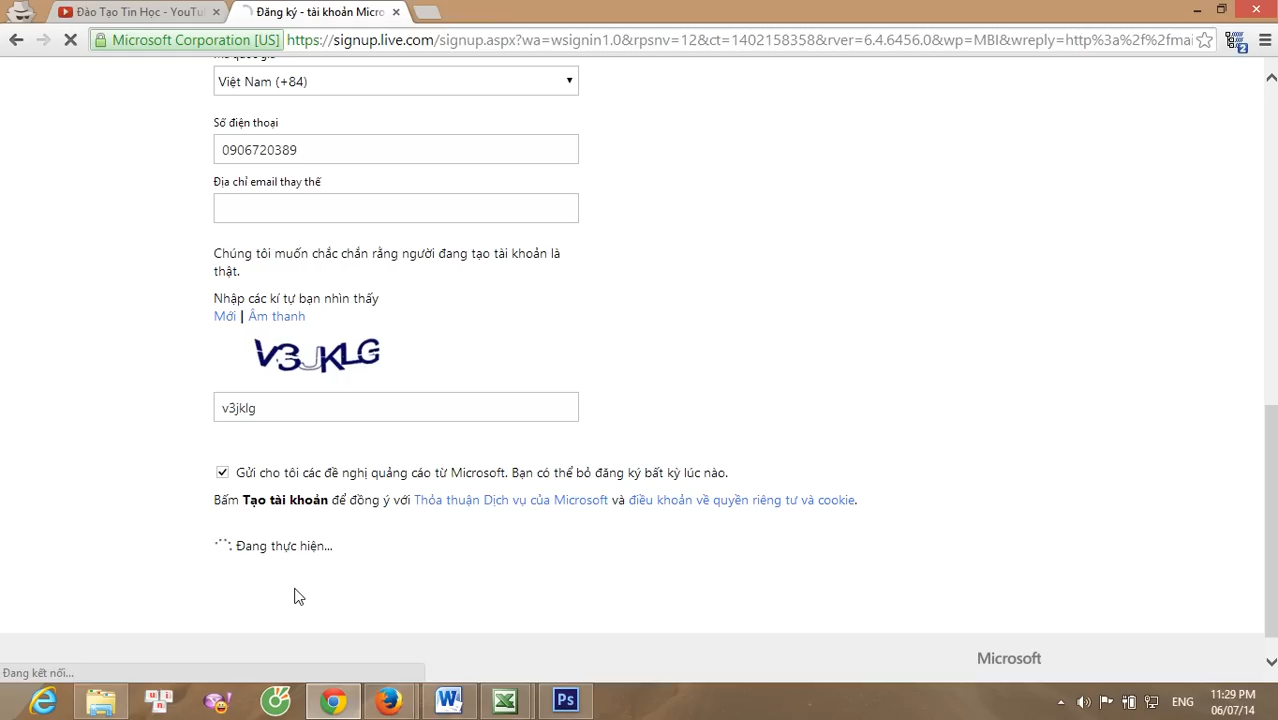 Đào Tạo Tin Học - YouTu
Đăng ký - tài khoản Micro
Microsoft Corporation [US]
https://signup.live.com/signup.aspx?wa=wsignin1.0&rpsnv=12&ct=1402158358&rver=6.4.6456.0&wp=MBI&wreply=http%3a%2f%2fmai
Mã quốc gia
Việt Nam (+84)
Số điện thoại
0906720389
Địa chỉ email thay thế
Chúng tôi muốn chắc chắn rằng người đang tạo tài khoản là
thật.
Nhập các kí tự bạn nhìn thấy
Mới | Âm thanh
V3JKLG
v3jklg
Gửi cho tôi các đề nghị quảng cáo từ Microsoft. Bạn có thể bỏ đăng ký bất kỳ lúc nào.
Bấm Tạo tài khoản để đồng ý với Thỏa thuận Dịch vụ của Microsoft và điều khoản về quyền riêng tư và cookie.
Đang thực hiện...
Microsoft
Đang kết nối...
ENG
11:29 PM
06/07/14